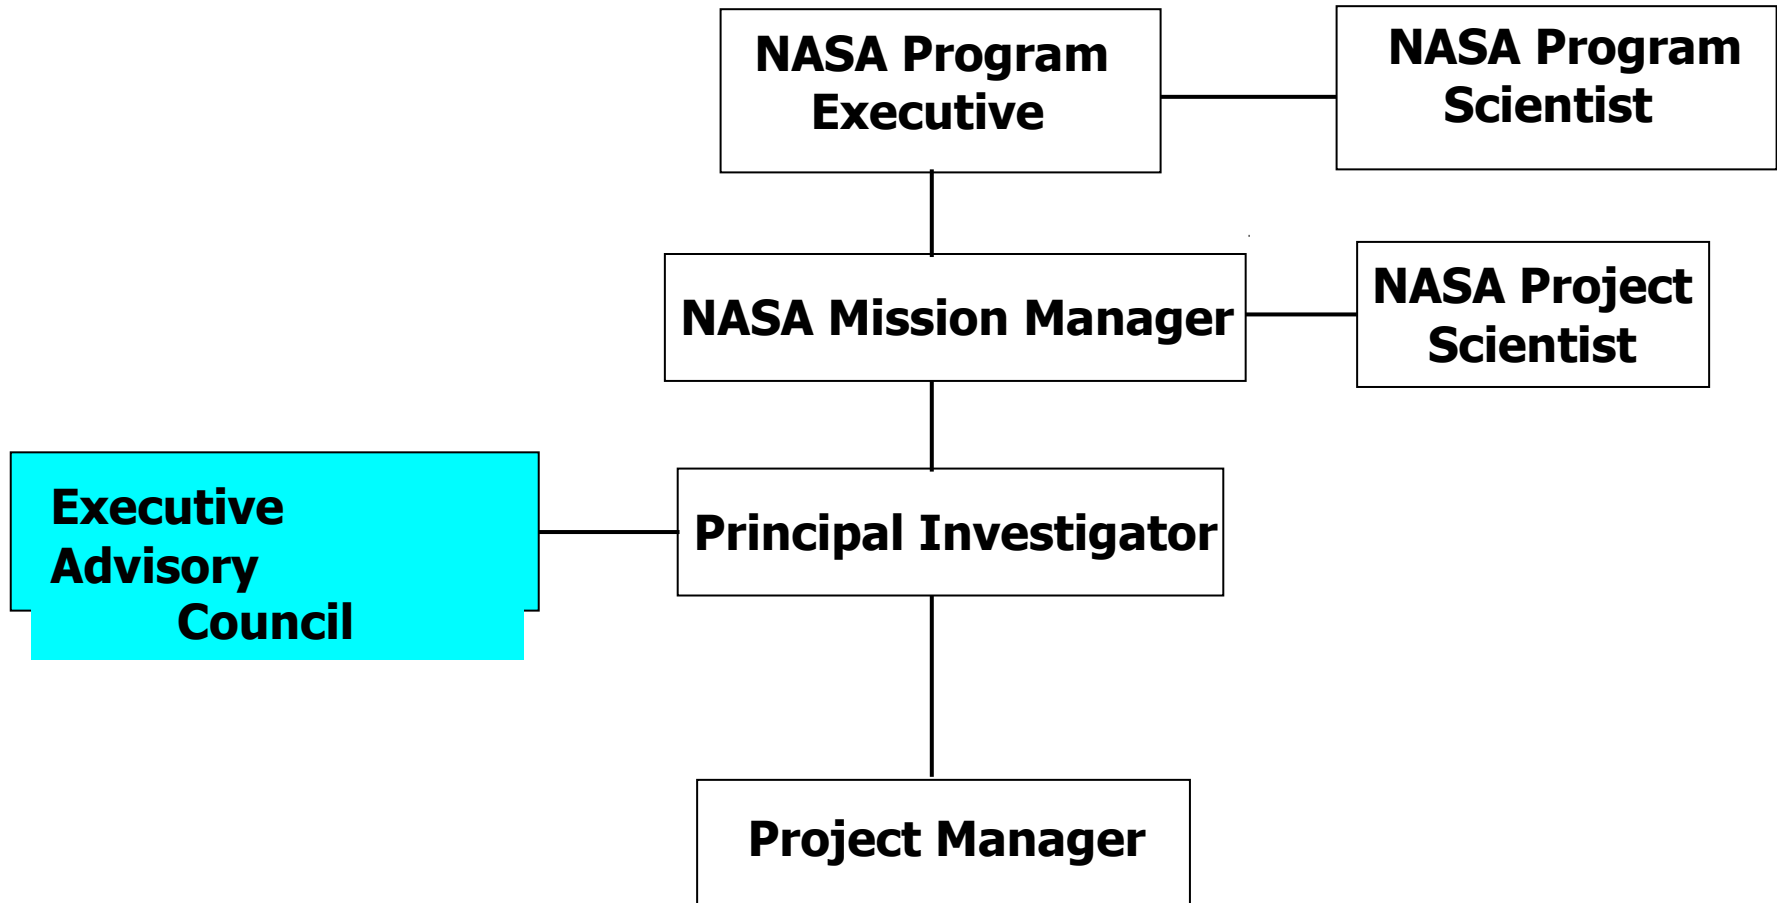 NASA Program
Executive
NASA Program
Scientist
NASA Mission Manager
NASA Project
Scientist
Executive
Advisory
Council
Principal Investigator
Project Manager